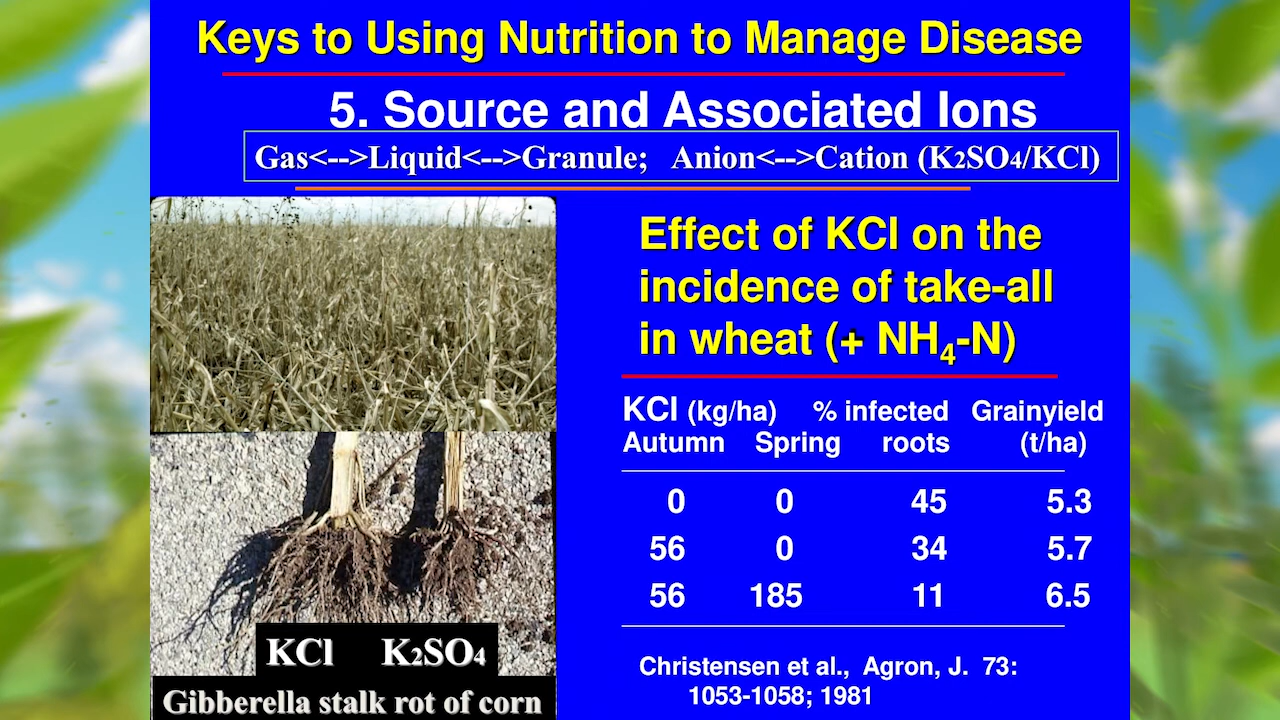 Keys to Using Nutrition to Manage Disease
5. Source and Associated Ions
Gas<-->Liquid<-->Granule; Anion<-->Cation (K2SO4/KCl)
Effect of KCl on the
incidence of take-all
in wheat (+ NH4-N)
KCl (kg/ha) % infected Grainyield
Autumn Spring roots (t/ha)
0 0 45 5.3
56 0 34 5.7
56 185 11 6.5
Christensen et al., Agron, J. 73:
1053-1058; 1981
KCl K2SO4
Gibberella stalk rot of corn